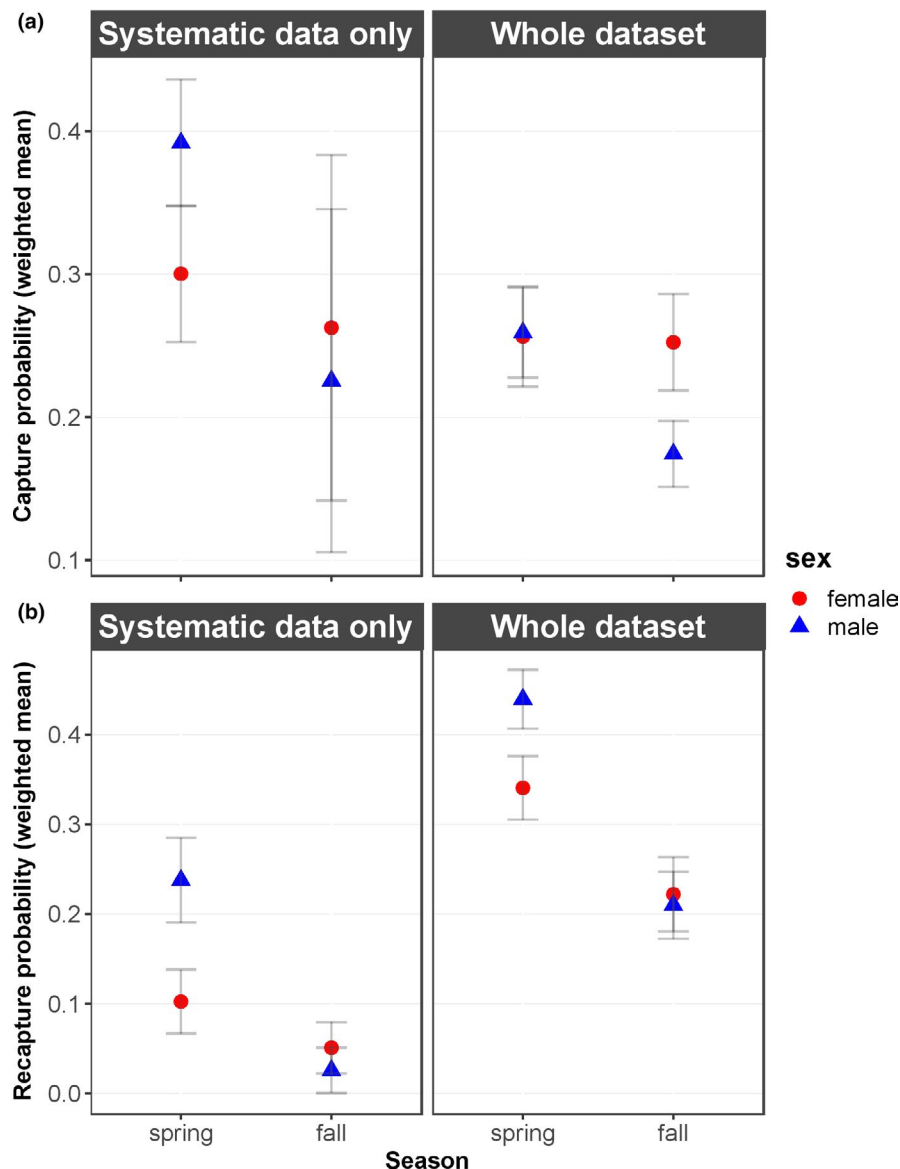 (a)
Systematic data only
Whole dataset
Capture probability (weighted mean)
0.4
0.3
0.2
0.1
sex
female
male
(b)
Systematic data only
Whole dataset
Recapture probability (weighted mean)
0.4
0.3
0.2
0.1
0.0
spring
fall
spring
fall
Season